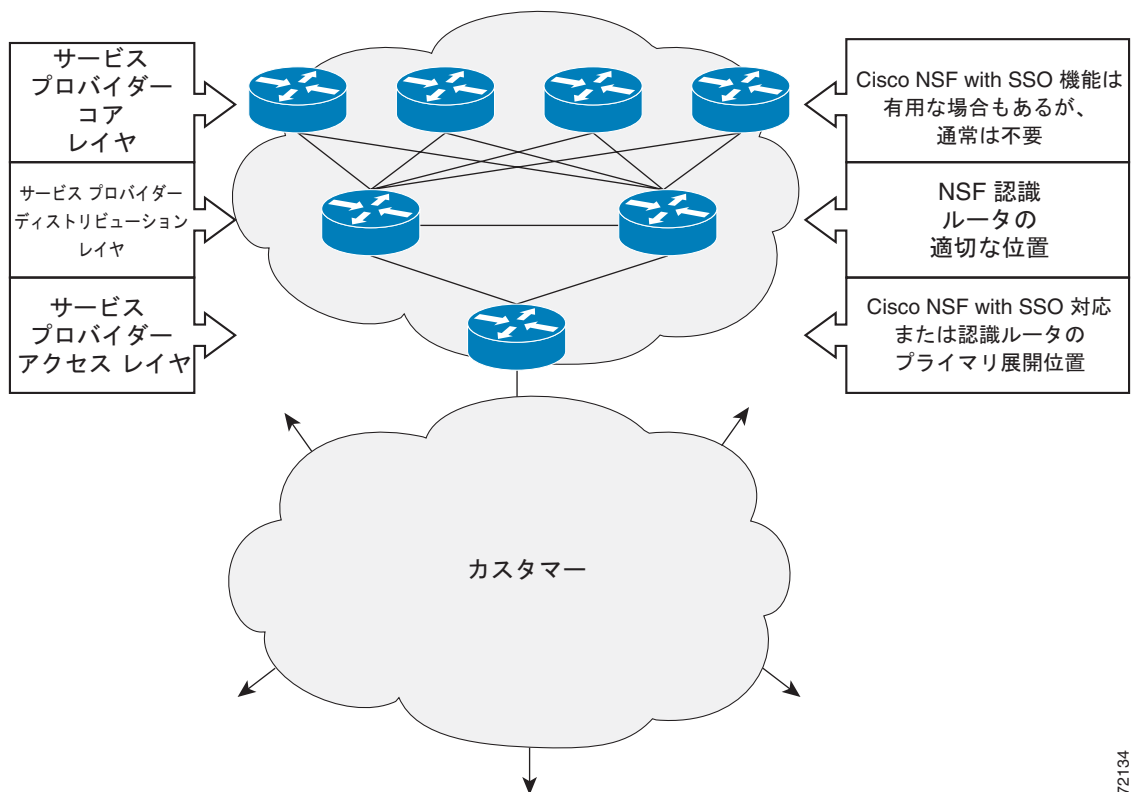 サービス
プロバイダー
コア
レイヤ
Cisco NSF with SSO 機能は
有用な場合もあるが、
通常は不要
サービス プロバイダー
ディストリビューション
レイヤ
NSF 認識
ルータの
適切な位置
サービス
プロバイダー
アクセス レイヤ
Cisco NSF with SSO 対応
または認識ルータの
プライマリ展開位置
カスタマー
72134